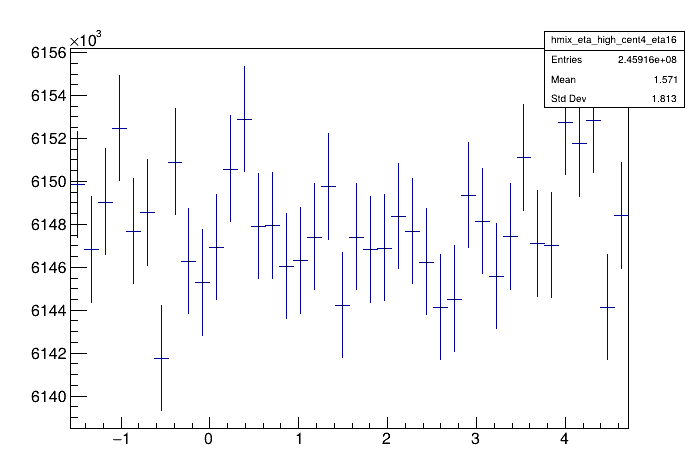 ×10³
hmix_eta_high_cent4_eta16
Entries 2.45916e+08
Mean 1.571
Std Dev 1.813
6156
6154
6152
6150
6148
6146
6144
6142
6140
−1 0 1 2 3 4